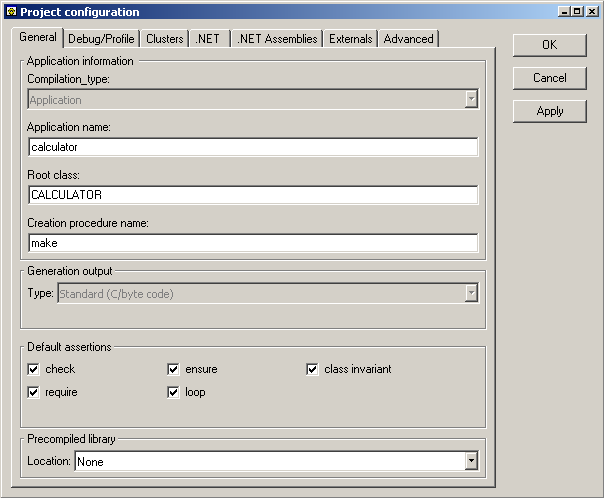 Project configuration
General Debug/Profile Clusters .NET .NET Assemblies Externals Advanced
OK
Cancel
Apply
Application information
Compilation_type:
Application
Application name:
calculator
Root class:
CALCULATOR
Creation procedure name:
make
Generation output
Type: Standard (C/byte code)
Default assertions
check ensure class invariant
require loop
Precompiled library
Location: None